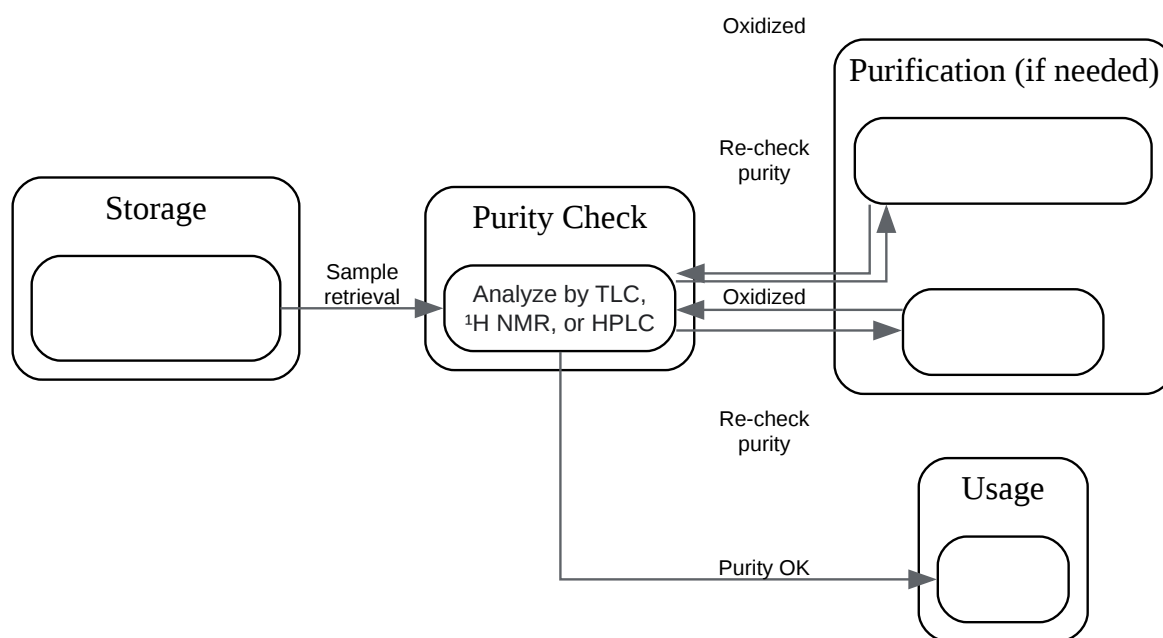 Oxidized
Purification (if needed)
Re-check
purity
Storage
Purity Check
Sample
retrieval
Analyze by TLC,
¹H NMR, or HPLC
Oxidized
Re-check
purity
Usage
Purity OK